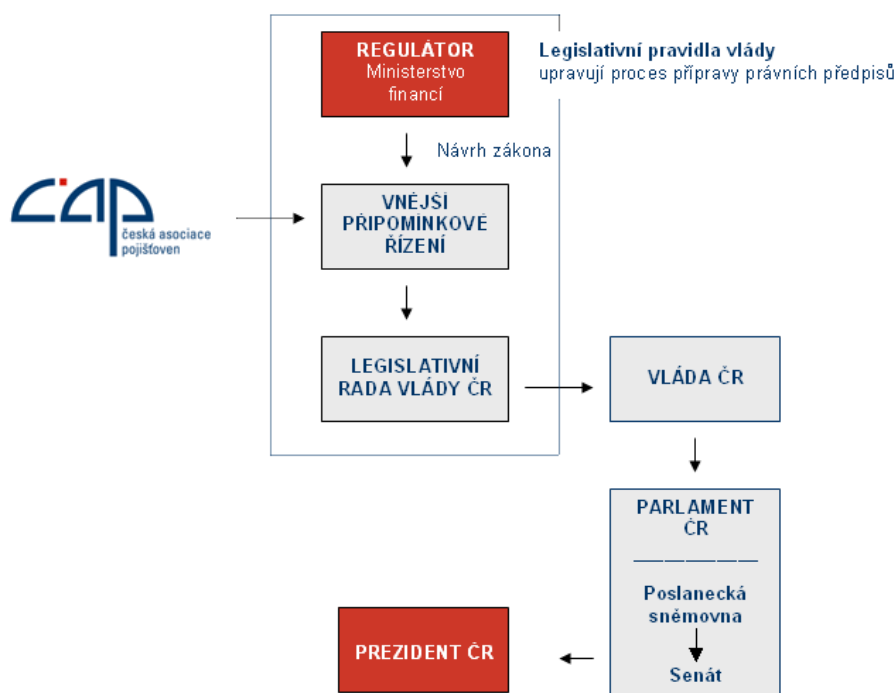 REGULÁTOR
Ministerstvo
financí
Legislativní pravidla vlády
upravují proces přípravy právních předpisů
Návrh zákona
ČAP
česká asociace
pojišťoven
VNĚJŠÍ
PŘIPOMÍNKOVÉ
ŘÍZENÍ
LEGISLATIVNÍ
RADA VLÁDY ČR
VLÁDA ČR
PARLAMENT
ČR
Poslanecká
sněmovna
Senát
PREZIDENT ČR